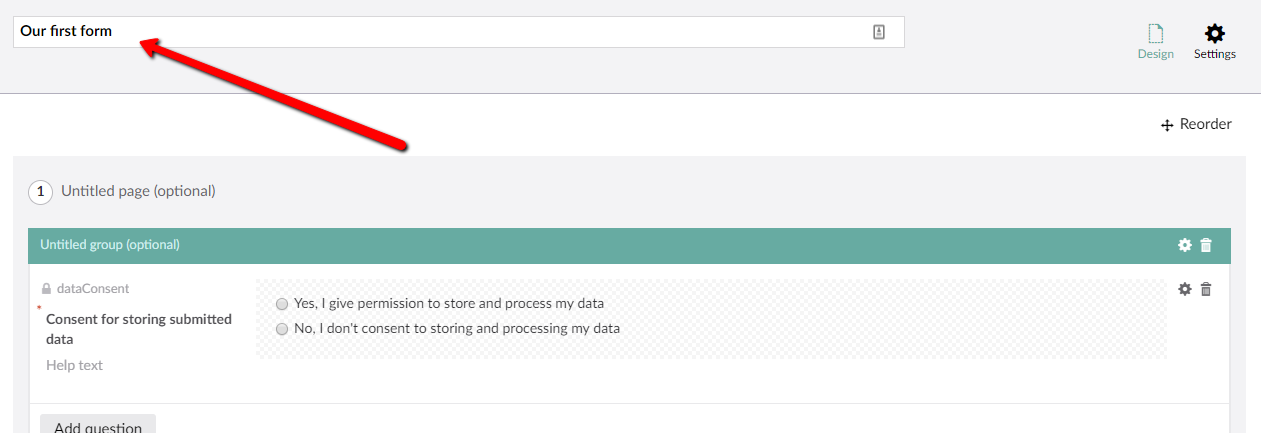 Our first form
Design
Settings
Reorder
1
Untitled page (optional)
Untitled group (optional)
dataConsent
* Consent for storing submitted
data
Help text
Yes, I give permission to store and process my data
No, I don't consent to storing and processing my data
Add question